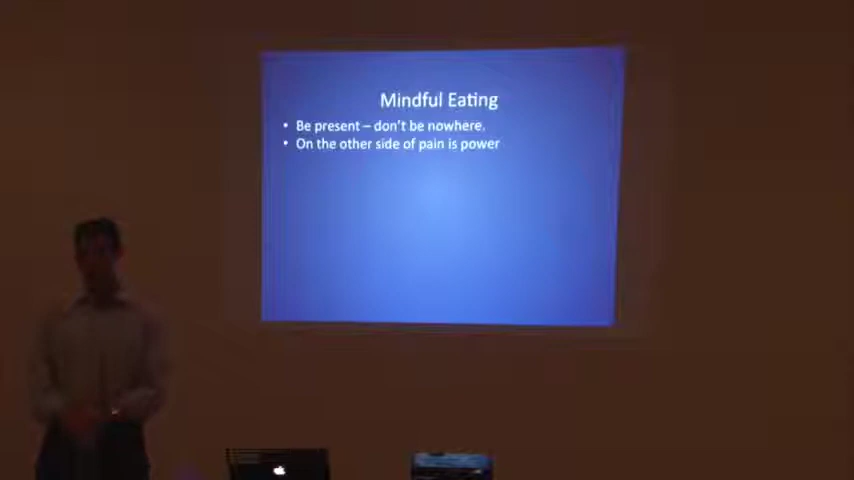 Mindful Eating
• Be present – don't be nowhere.
• On the other side of pain is power